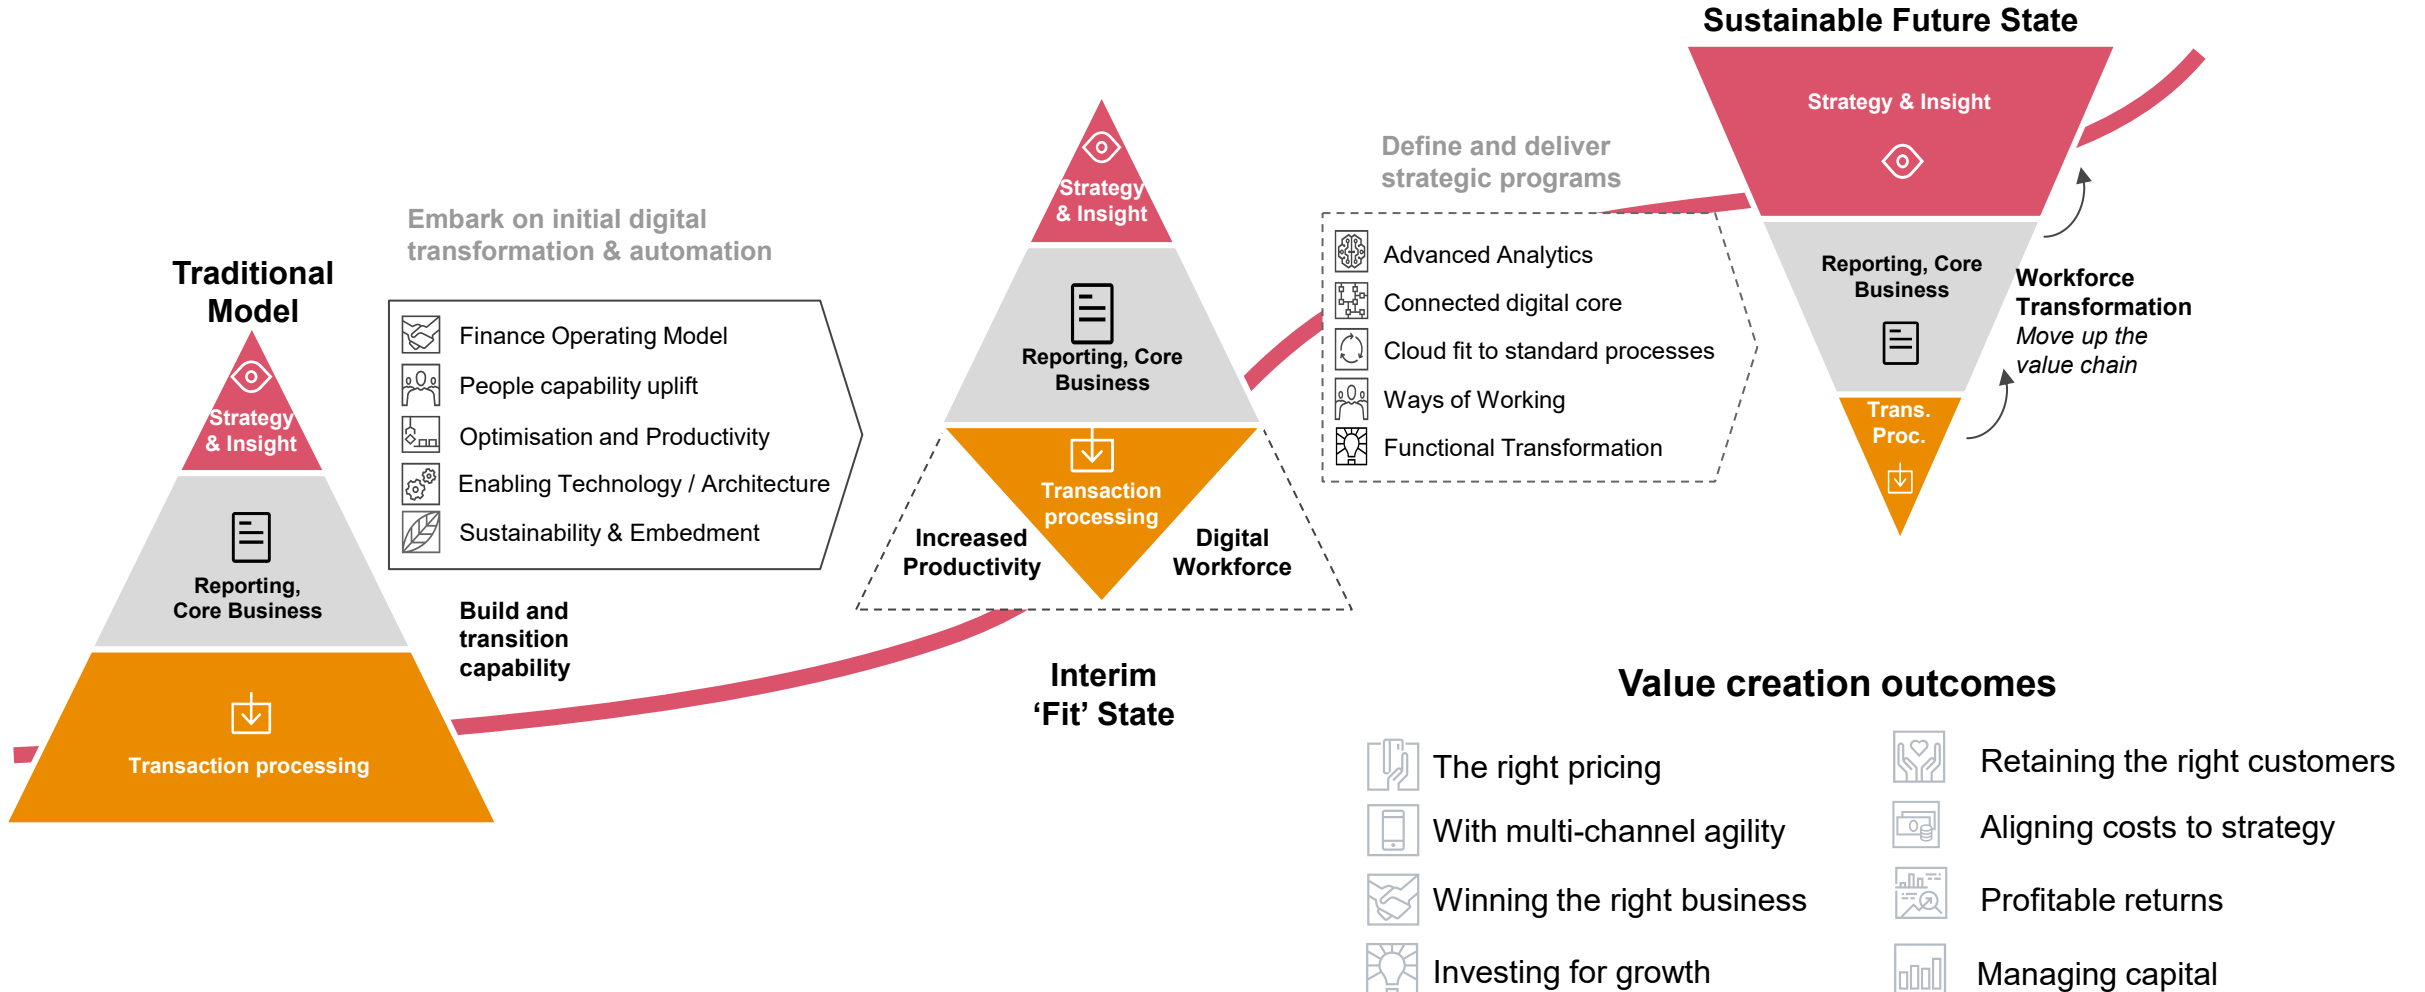 Sustainable Future State
Strategy & Insight
Define and deliver
strategic programs
Strategy
& Insight
Embark on initial digital
transformation & automation
Traditional
Model
Advanced Analytics
Connected digital core
Cloud fit to standard processes
Ways of Working
Functional Transformation
Reporting, Core
Business
Workforce
Transformation
Move up the
value chain
Trans.
Proc.
Finance Operating Model
People capability uplift
Optimisation and Productivity
Enabling Technology / Architecture
Sustainability & Embedment
Reporting, Core
Business
Strategy
& Insight
Transaction
processing
Increased
Productivity
Digital
Workforce
Reporting,
Core Business
Build and
transition
capability
Interim
‘Fit’ State
Transaction processing
Value creation outcomes
The right pricing
With multi-channel agility
Winning the right business
Investing for growth
Retaining the right customers
Aligning costs to strategy
Profitable returns
Managing capital